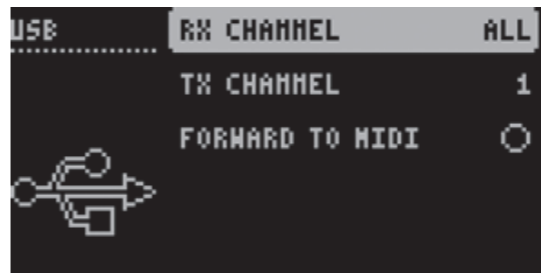 USB
RX CHANNEL ALL
TX CHANNEL 1
FORWARD TO MIDI